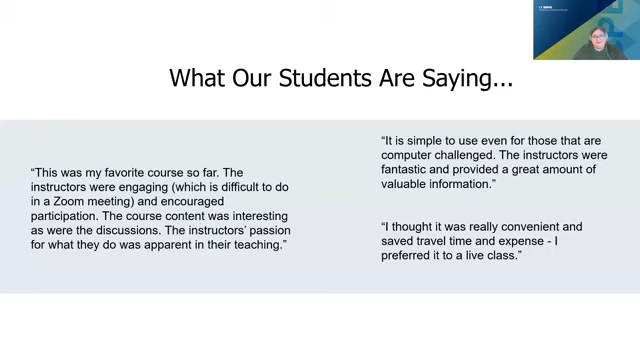 What Our Students Are Saying...
“This was my favorite course so far. The
instructors were engaging (which is difficult to do
in a Zoom meeting) and encouraged
participation. The course content was interesting
as were the discussions. The instructors’ passion
for what they do was apparent in their teaching.”
“It is simple to use even for those that are
computer challenged. The instructors were
fantastic and provided a great amount of
valuable information.”
“I thought it was really convenient and
saved travel time and expense - I
preferred it to a live class.”